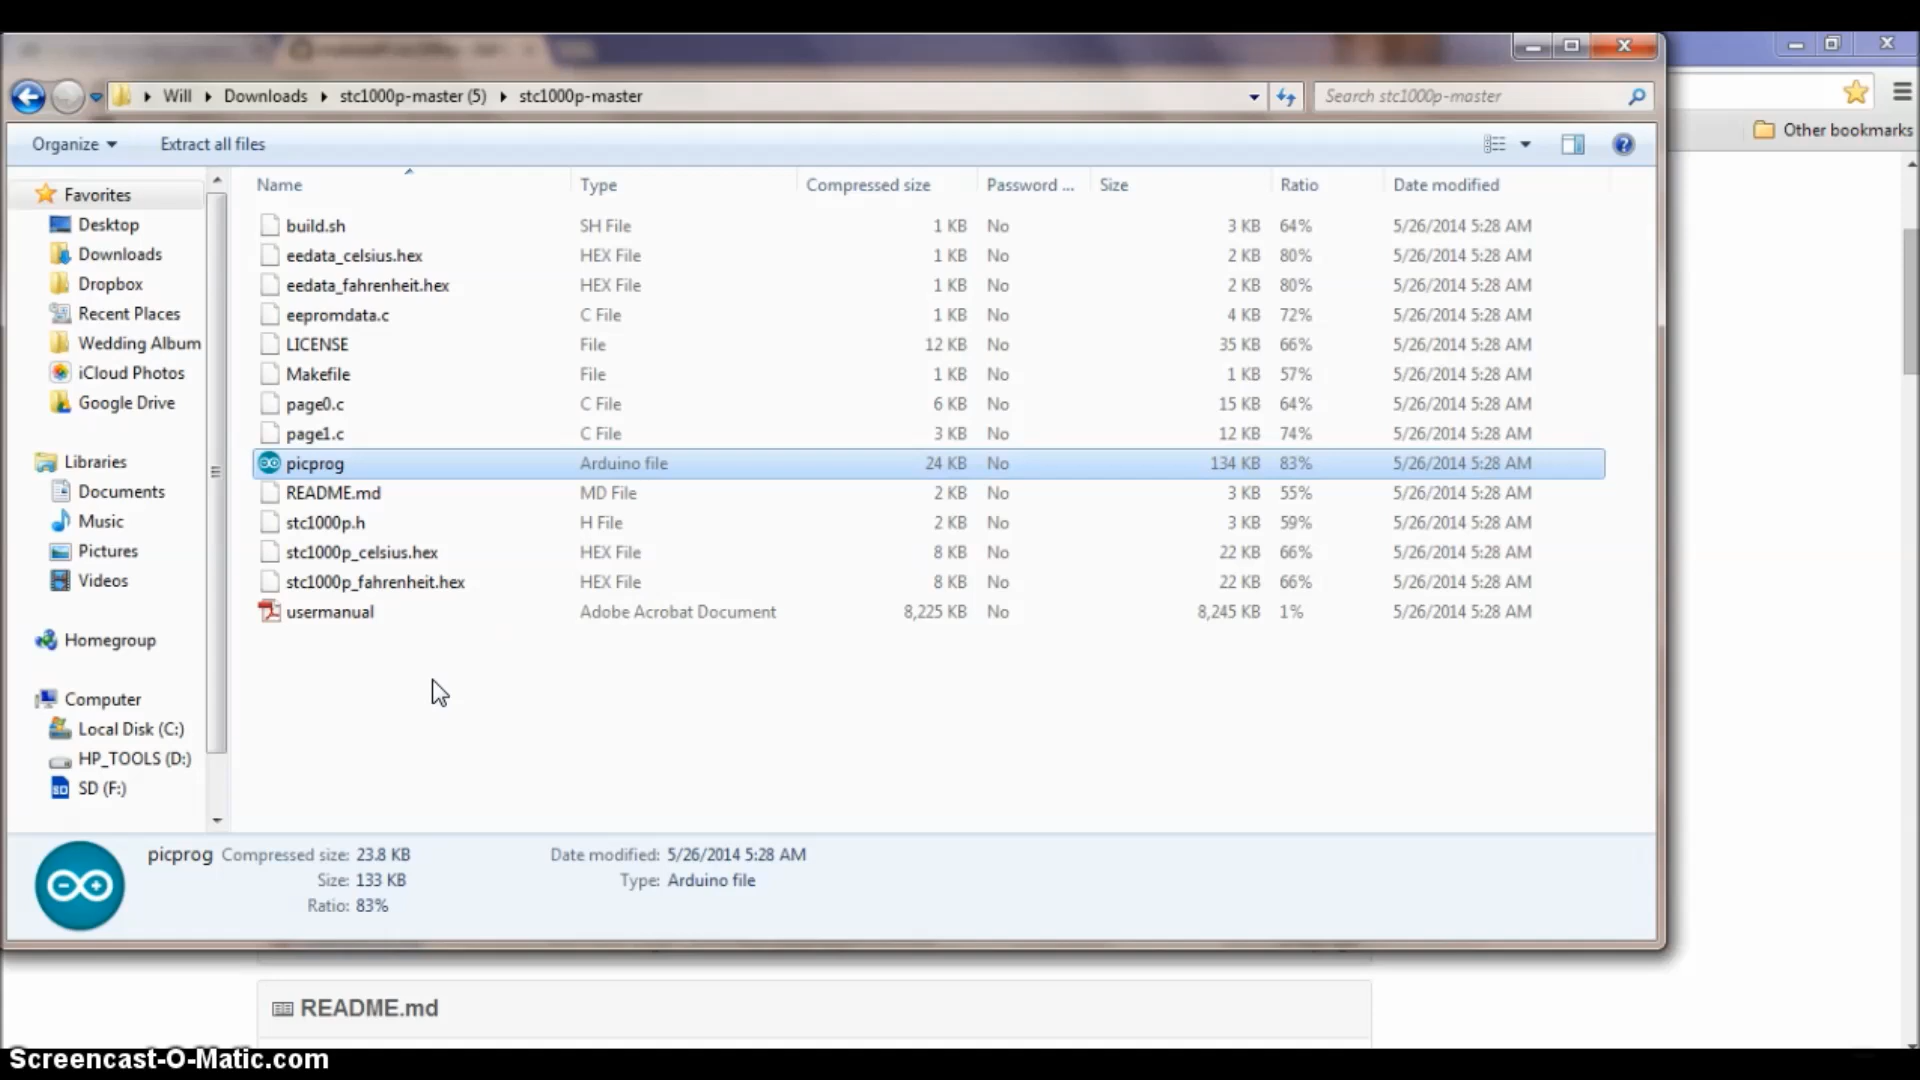 Will Downloads stc1000p-master (5) stc1000p-master
Search stc1000p-master
Other bookmarks
Organize Extract all files
Name Type Compressed size Password ... Size Ratio Date modified
build.sh SH File 1 KB No 3 KB 64% 5/26/2014 5:28 AM
eedata_celsius.hex HEX File 1 KB No 2 KB 80% 5/26/2014 5:28 AM
eedata_fahrenheit.hex HEX File 1 KB No 2 KB 80% 5/26/2014 5:28 AM
eepromdata.c C File 1 KB No 4 KB 72% 5/26/2014 5:28 AM
LICENSE File 12 KB No 35 KB 66% 5/26/2014 5:28 AM
Makefile File 1 KB No 1 KB 57% 5/26/2014 5:28 AM
page0.c C File 6 KB No 15 KB 64% 5/26/2014 5:28 AM
page1.c C File 3 KB No 12 KB 74% 5/26/2014 5:28 AM
picprog Arduino file 24 KB No 134 KB 83% 5/26/2014 5:28 AM
README.md MD File 2 KB No 3 KB 55% 5/26/2014 5:28 AM
stc1000p.h H File 2 KB No 3 KB 59% 5/26/2014 5:28 AM
stc1000p_celsius.hex HEX File 8 KB No 22 KB 66% 5/26/2014 5:28 AM
stc1000p_fahrenheit.hex HEX File 8 KB No 22 KB 66% 5/26/2014 5:28 AM
usermanual Adobe Acrobat Document 8,225 KB No 8,245 KB 1% 5/26/2014 5:28 AM
Favorites
Desktop
Downloads
Dropbox
Recent Places
Wedding Album
iCloud Photos
Google Drive
Libraries
Documents
Music
Pictures
Videos
Homegroup
Computer
Local Disk (C:)
HP_TOOLS (D:)
SD (F:)
picprog Compressed size: 23.8 KB Date modified: 5/26/2014 5:28 AM
Size: 133 KB Type: Arduino file
Ratio: 83%
README.md
Screencast-O-Matic.com